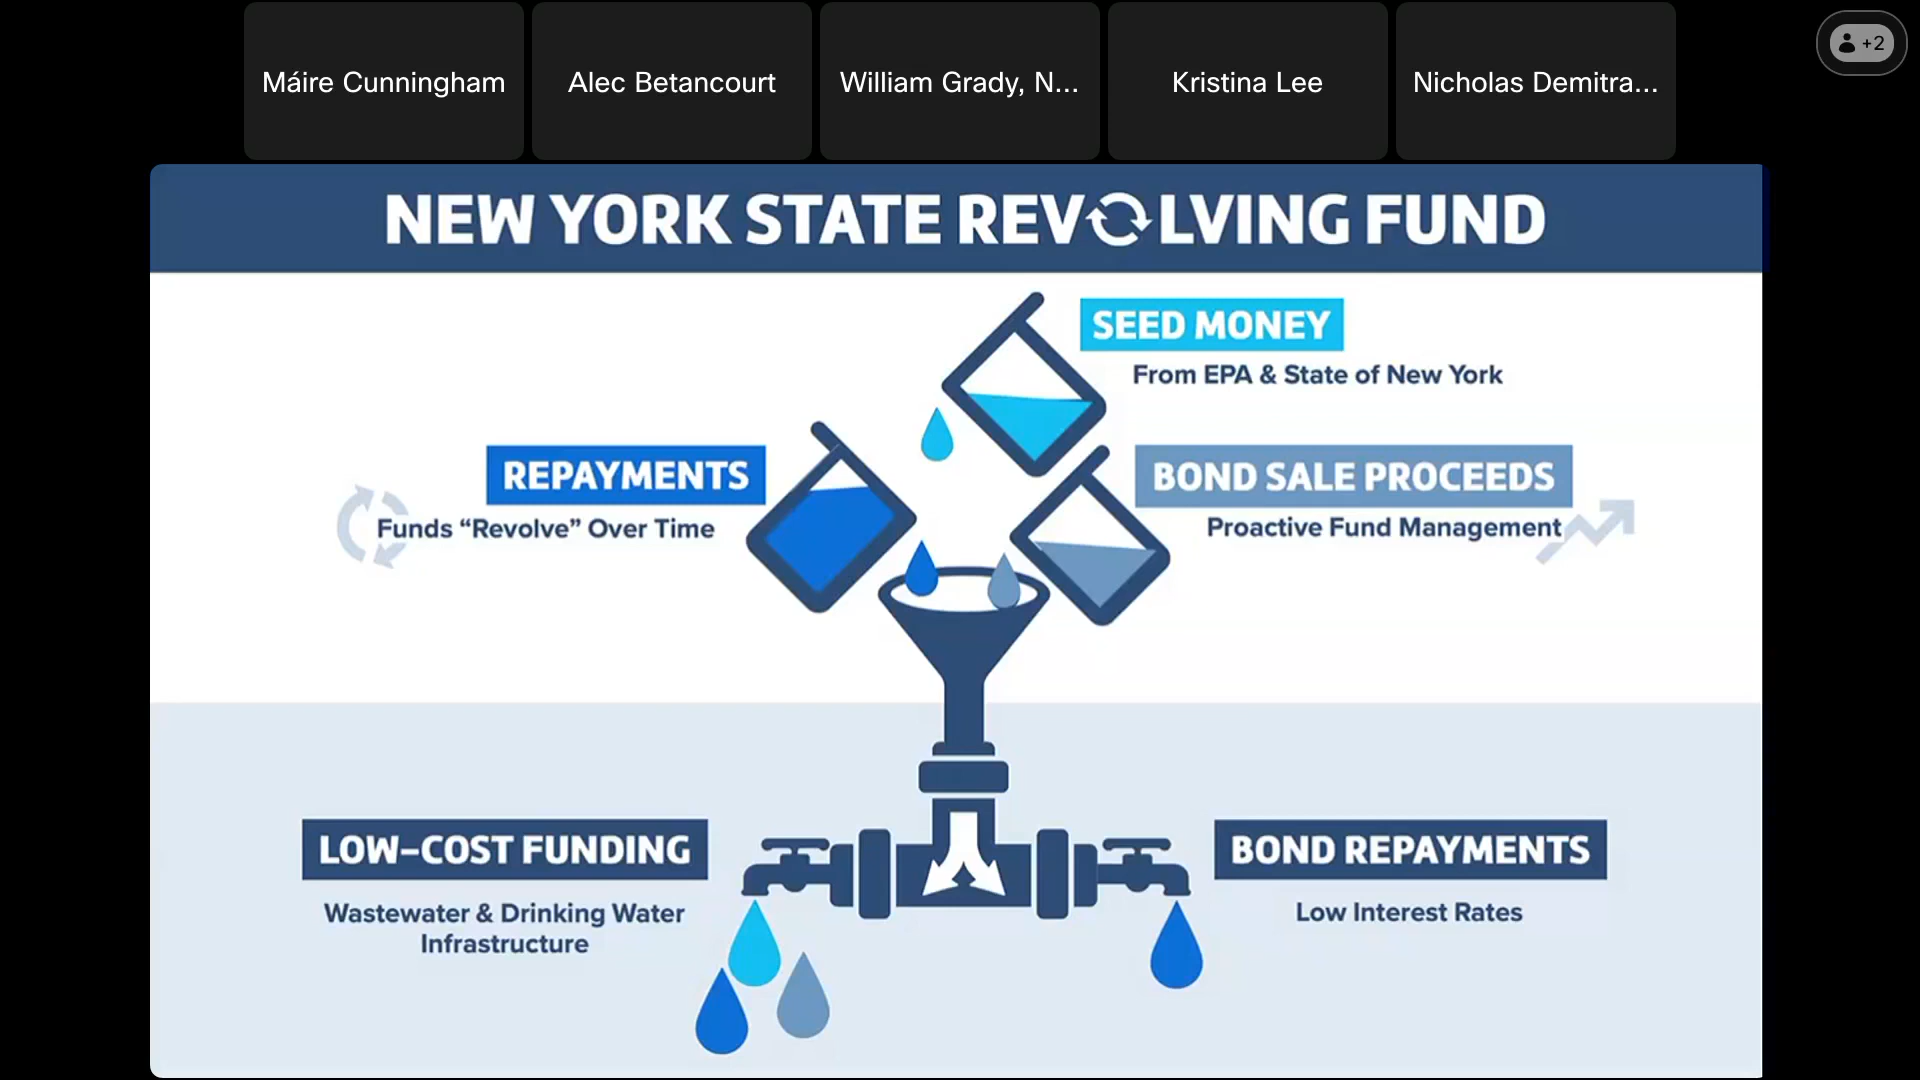 Máire Cunningham
Alec Betancourt
William Grady, N...
Kristina Lee
Nicholas Demitra...
+2
NEW YORK STATE REVOLVING FUND
SEED MONEY
From EPA & State of New York
REPAYMENTS
Funds “Revolve” Over Time
BOND SALE PROCEEDS
Proactive Fund Management
LOW-COST FUNDING
Wastewater & Drinking Water
Infrastructure
BOND REPAYMENTS
Low Interest Rates